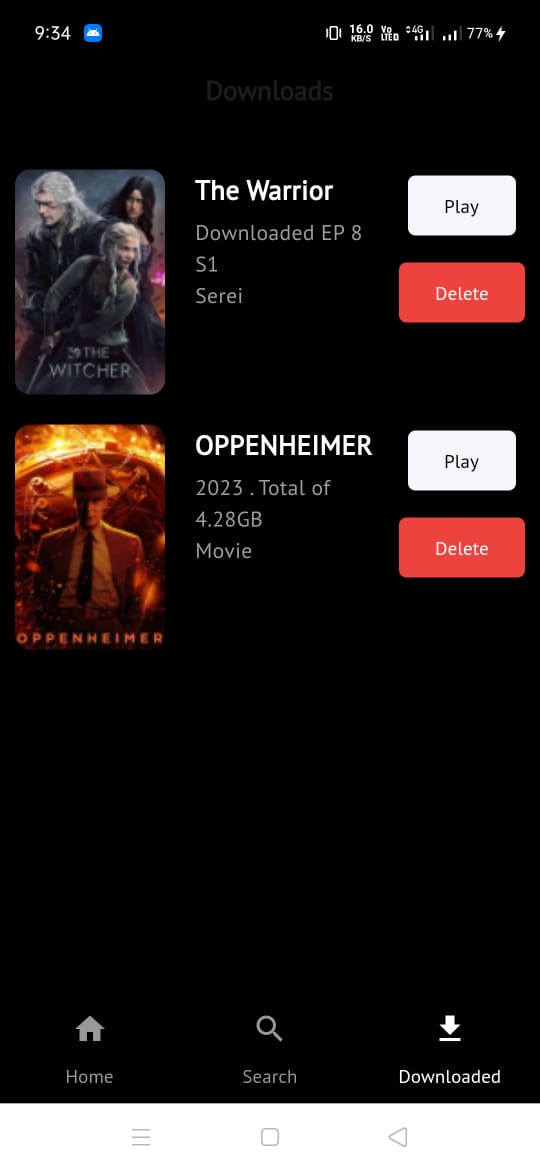 9:34
16.0 KB/S
Vo LTED
4G
77%
Downloads
The Warrior
Downloaded EP 8
S1
Serei
Play
Delete
THE
WITCHER
OPPENHEIMER
2023 . Total of
4.28GB
Movie
Play
Delete
OPPENHEIMER
Home
Search
Downloaded